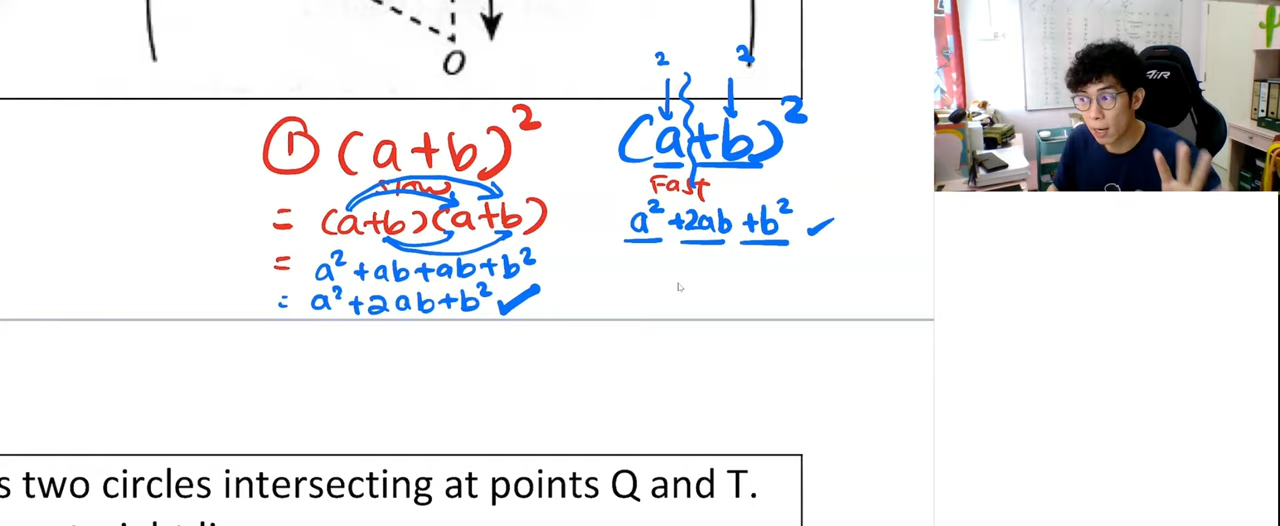 O
① (a+b)²
slow
= (a+b)(a+b)
= a² + ab + ab + b²
= a² + 2ab + b² ✓
2 2
(a+b)²
Fast
a² + 2ab + b² ✓
AiR
s two circles intersecting at points Q and T.